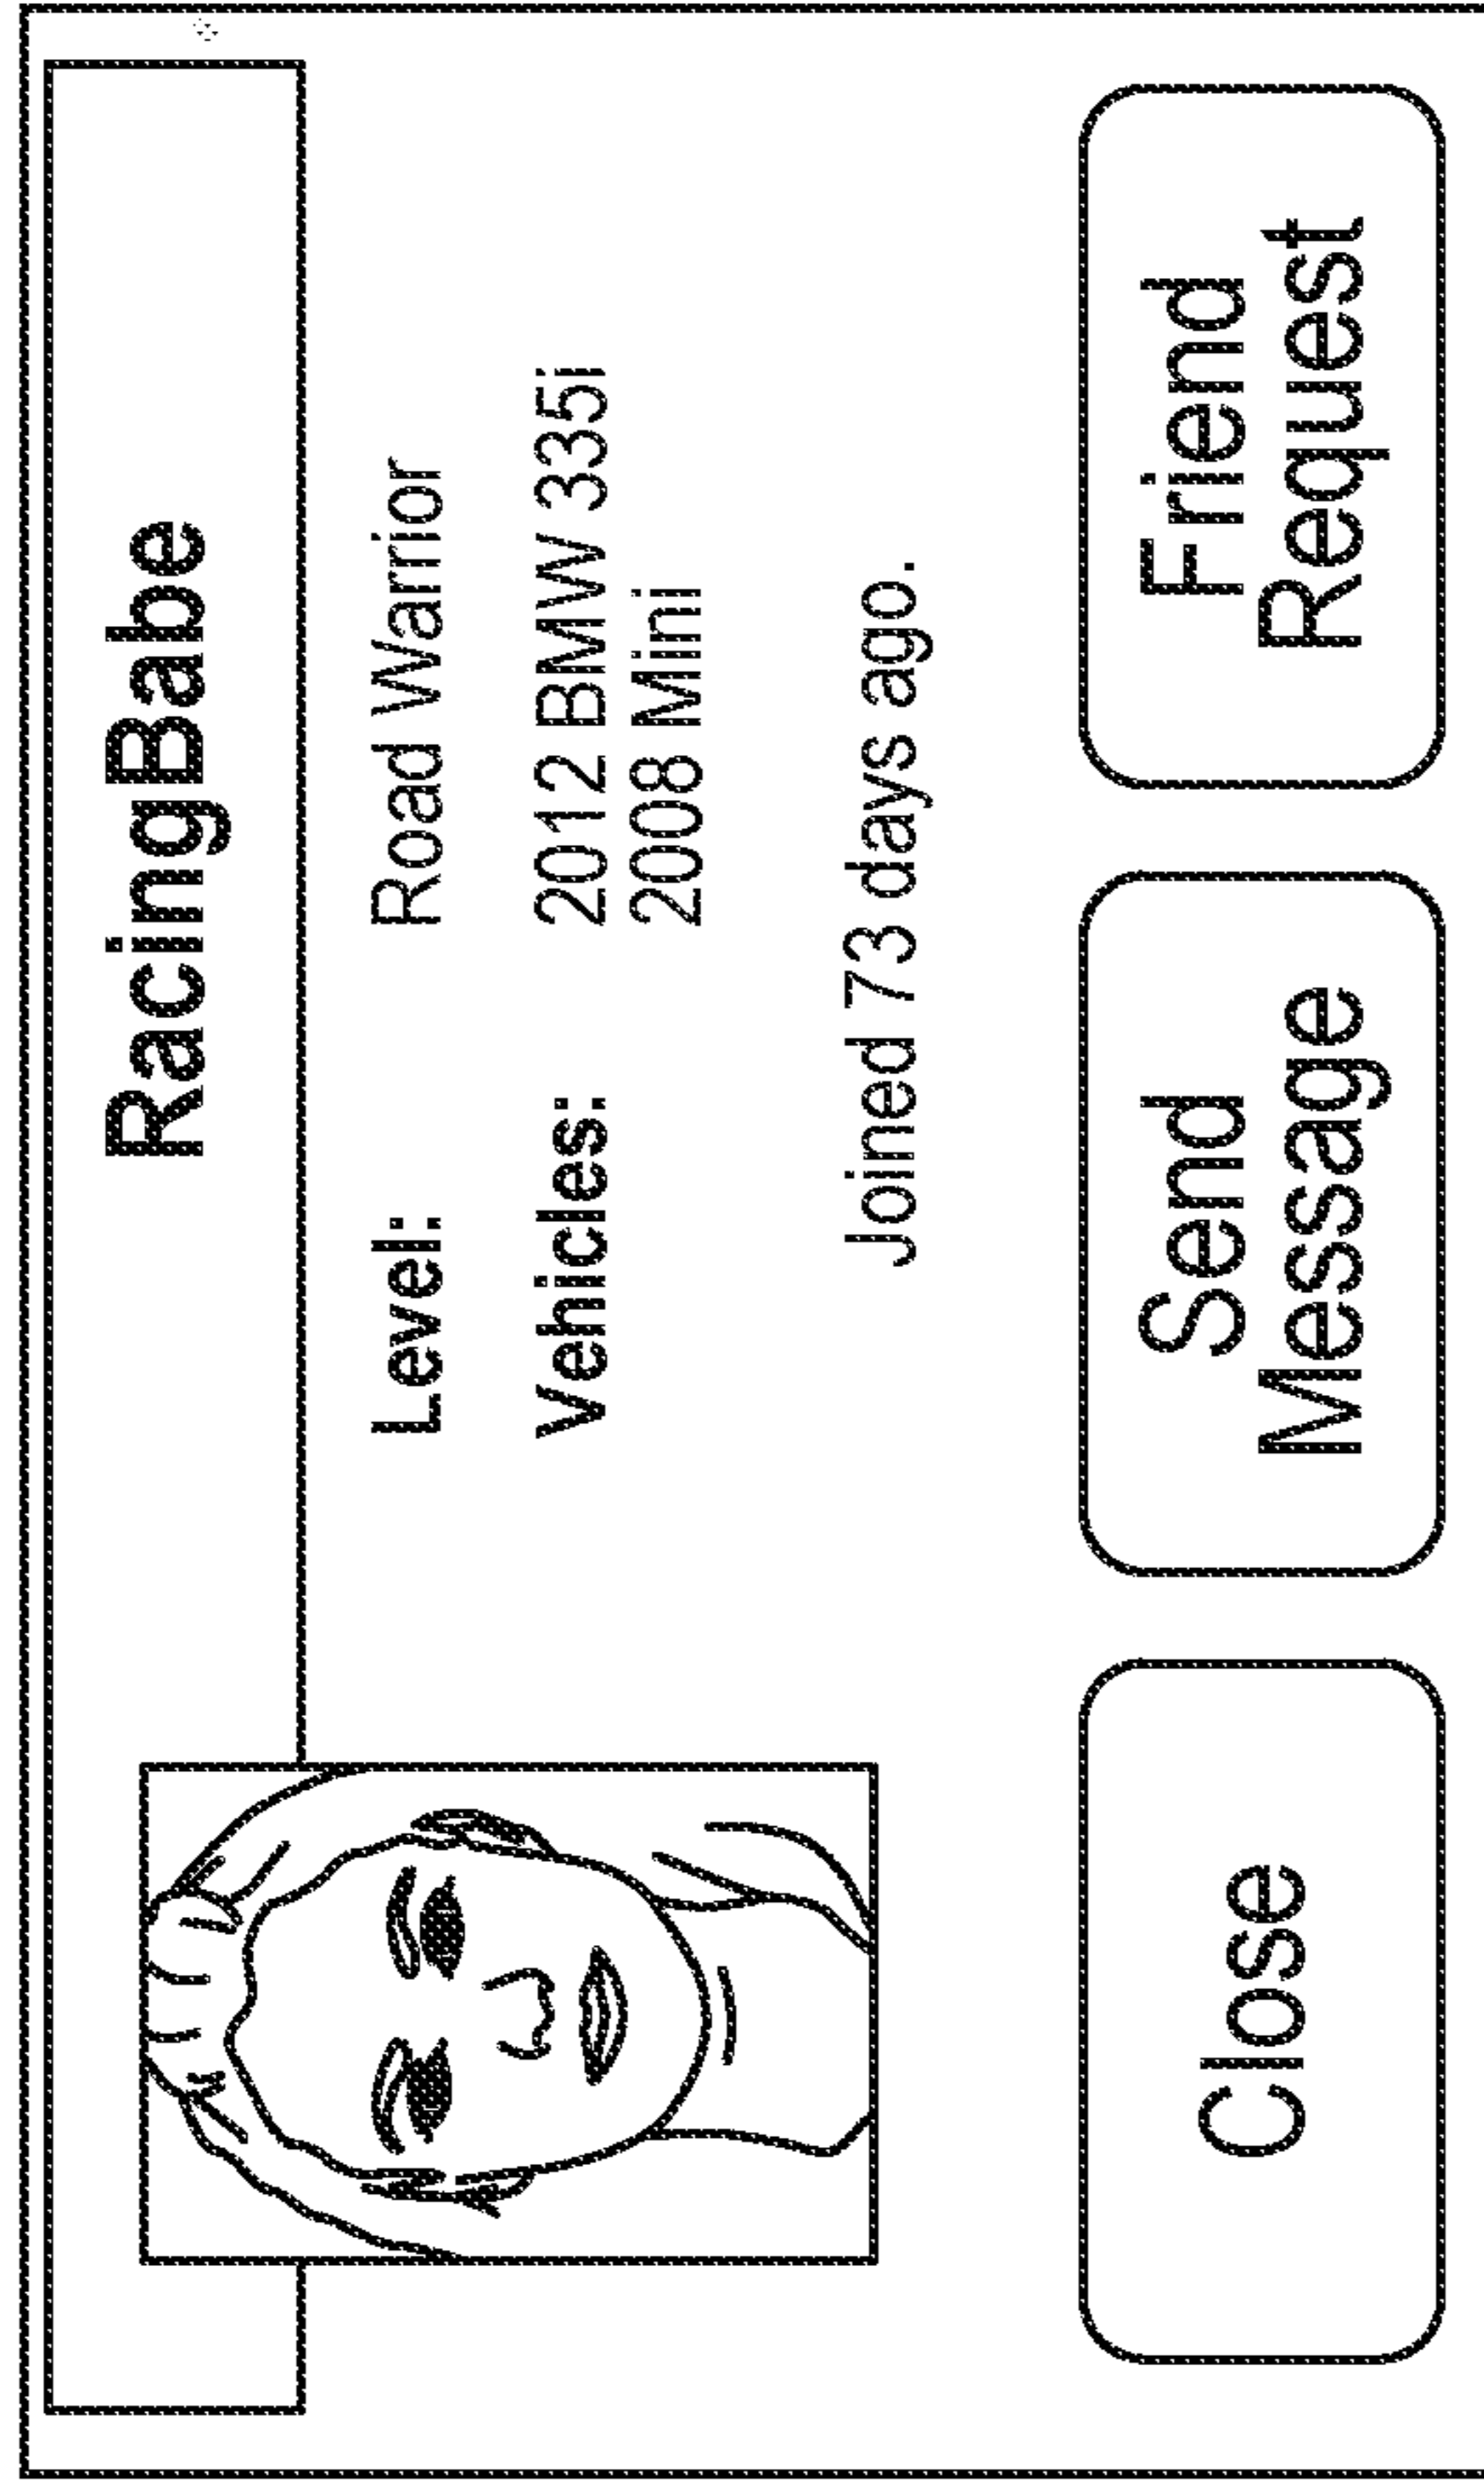 RacingBabe
Level: Road Warrior
Vehicles: 2012 BMW 335i
2008 Mini
Joined 73 days ago.
Close
Send
Message
Friend
Request